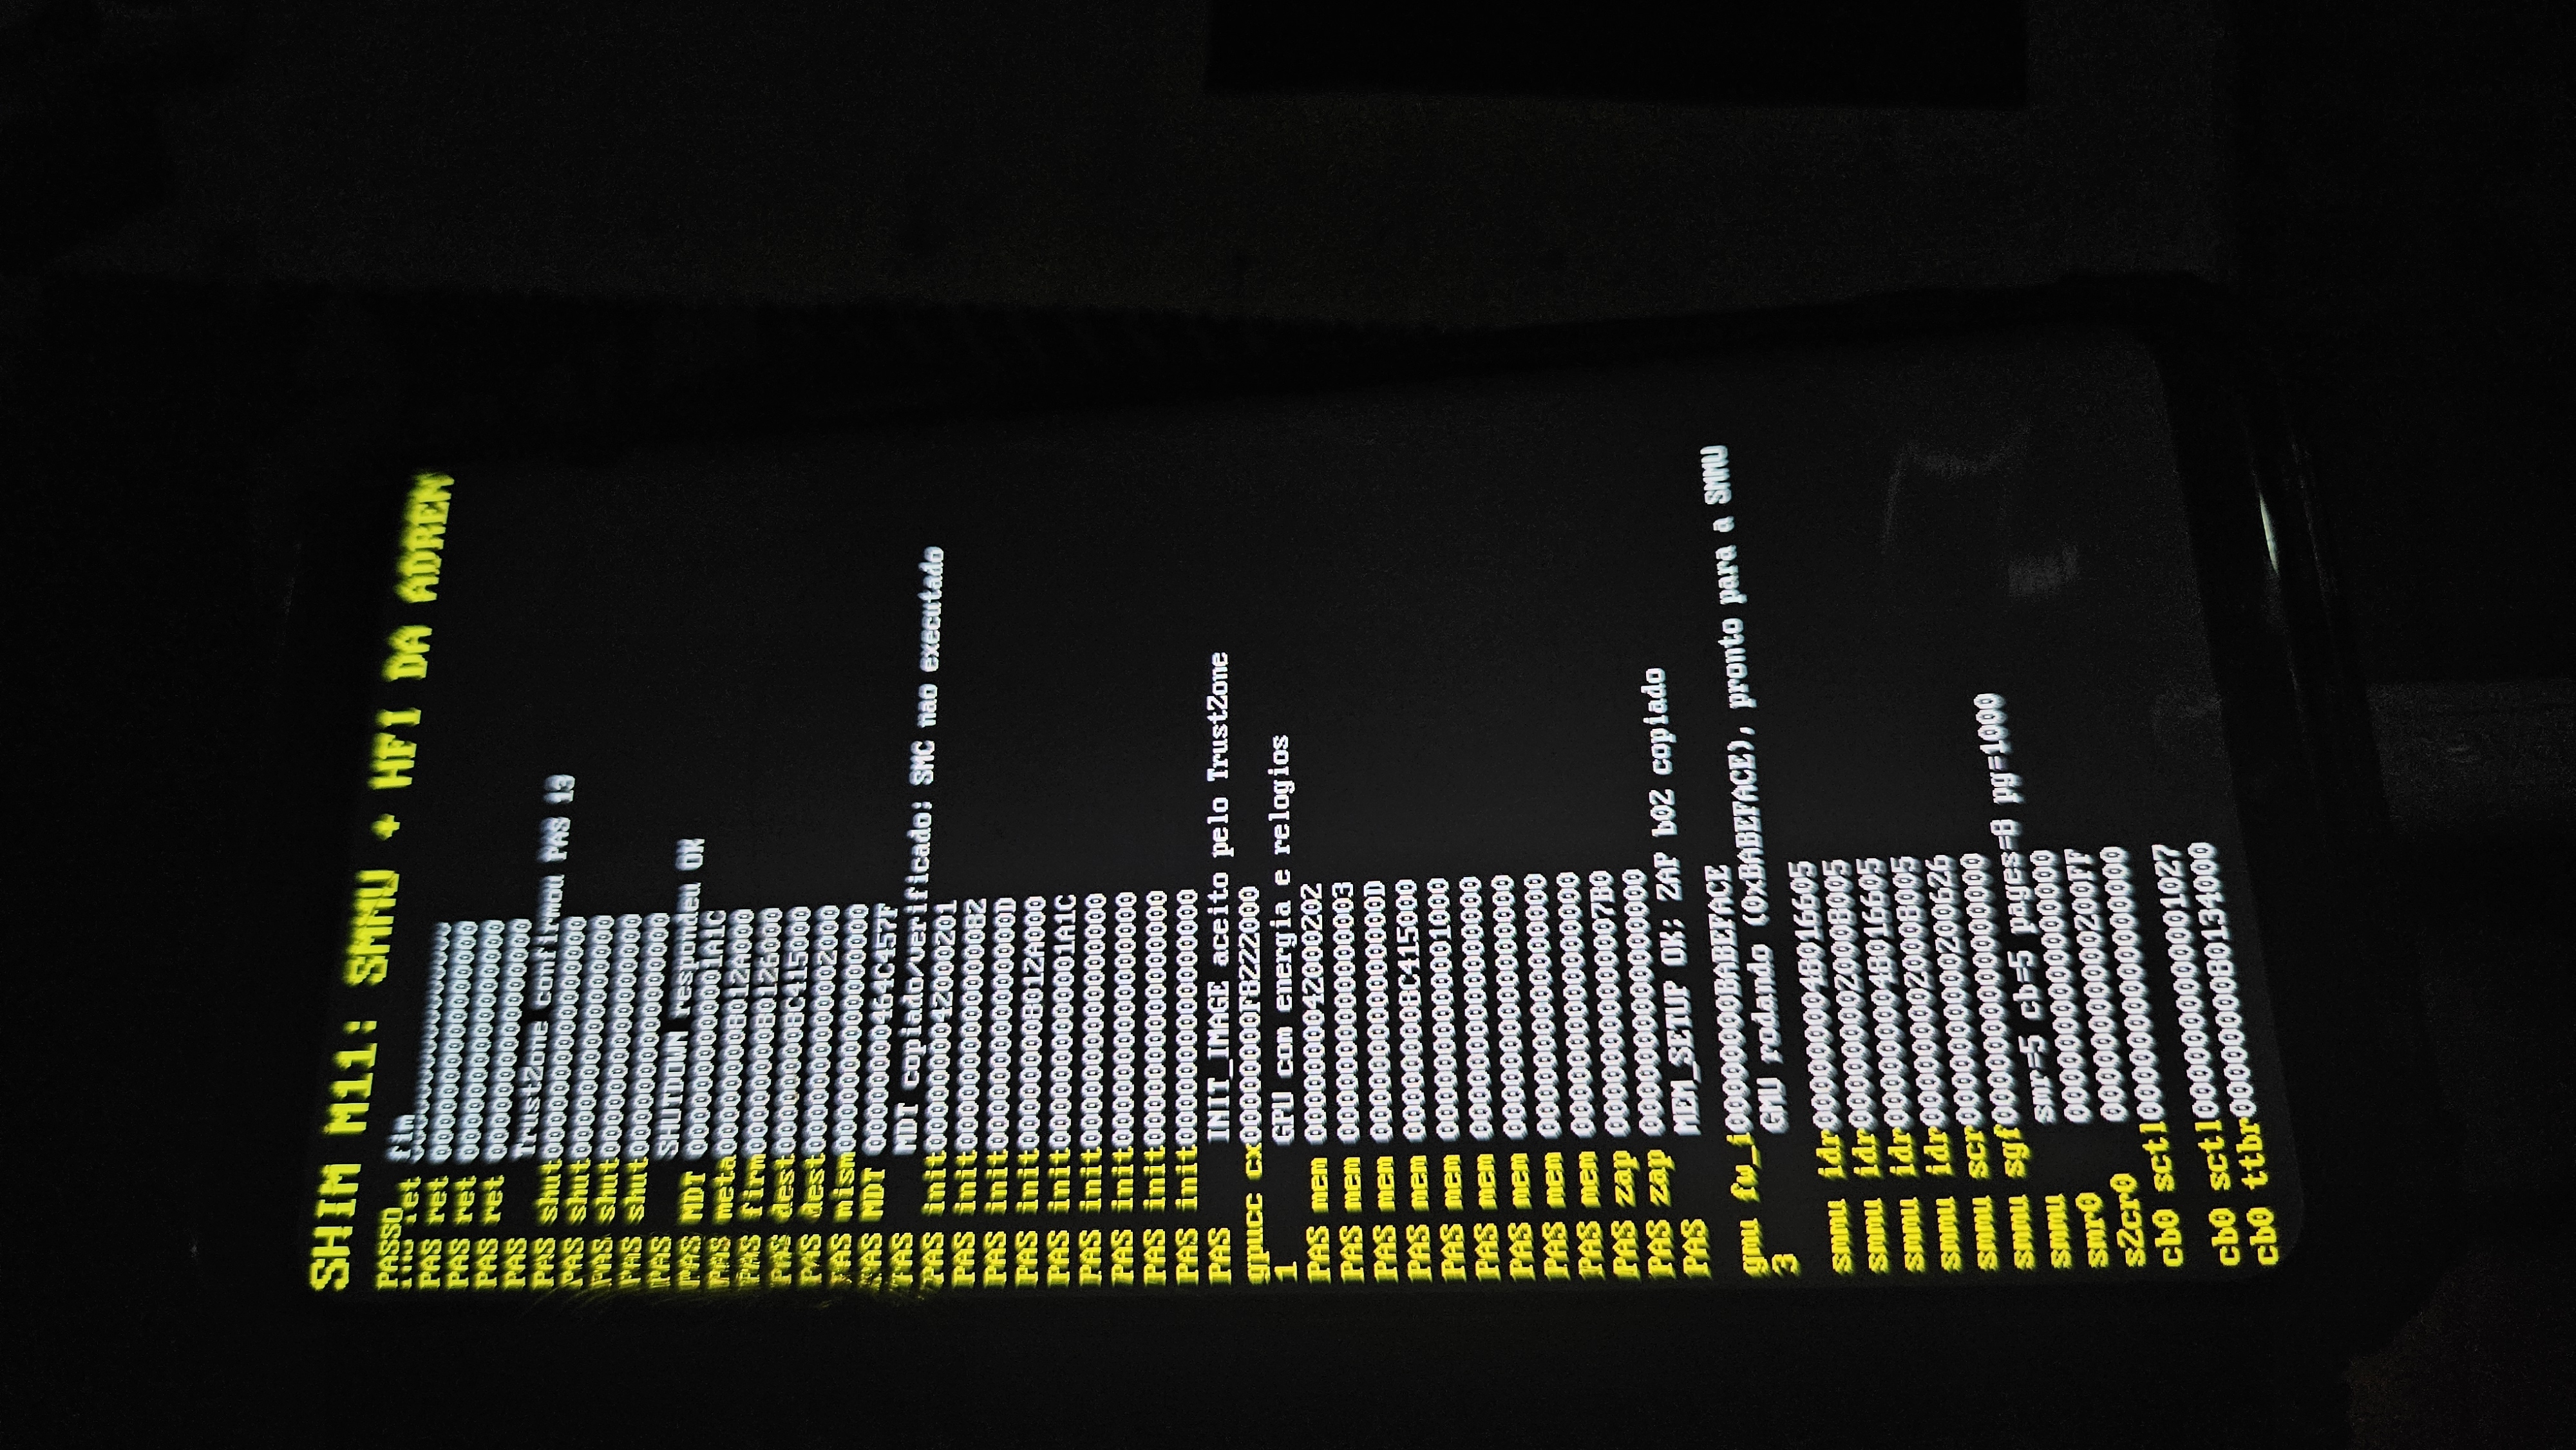 SHIM M11: SMMU + HFI DA ADREN
PASSO fim
ret
PAS ret 0000000000000000
PAS ret 0000000000000000
PAS ret 0000000000000000
PAS TrustZone confirmou PAS 13
PAS shut0000000000000000
PAS shut0000000000000000
PAS shut0000000000000000
PAS shut0000000000000000
PAS SHUTDOWN respondeu OK
PAS MDT 0000000000001A1C
PAS meta000000008012A000
PAS firm0000000080126000
PAS dest000000008C415000
PAS dest0000000000002000
PAS mism0000000000000000
PAS MDT 00000000464C457F
PAS MDT copiado/verificado; SMC nao executado
PAS init0000000042000201
PAS init0000000000000082
PAS init000000000000000D
PAS init000000008012A000
PAS init0000000000001A1C
PAS init0000000000000000
PAS init0000000000000000
PAS init0000000000000000
PAS init0000000000000000
PAS INIT_IMAGE aceito pelo TrustZone
gpucc cx00000000F8222000
1 GPU com energia e relogios
PAS mem 0000000042000202
PAS mem 0000000000000003
PAS mem 000000000000000D
PAS mem 000000008C415000
PAS mem 0000000000001000
PAS mem 0000000000000000
PAS mem 0000000000000000
PAS mem 0000000000000000
PAS mem 0000000000000000
PAS zap 00000000000007B0
PAS zap 0000000000000000
PAS MEM_SETUP OK; ZAP b02 copiado
gmu fw_i00000000BABEFACE
3 GMU rodando (0xBABEFACE), pronto para a SMMU
smmu idr0000000048016605
smmu idr0000000020008005
smmu idr0000000048016605
smmu idr0000000020008005
smmu scr0000000000200626
smmu sgf0000000000000000
smmu smr=5 cb=5 pages=8 pg=1000
smr0 0000000000000000
s2cr0 00000000000200FF
cb0 sctl0000000000000000
cb0 sctl0000000000001027
cb0 ttbr0000000080134000